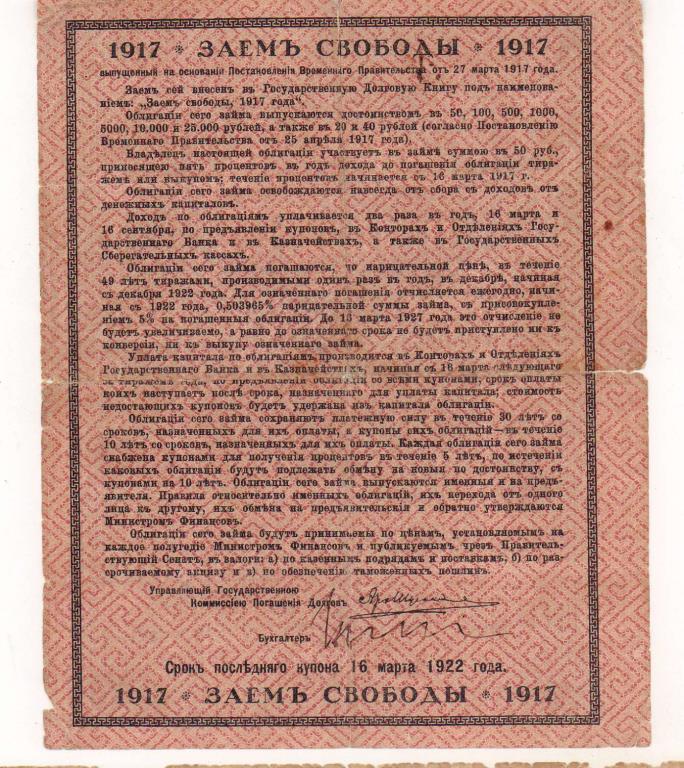 1917 * ЗАЕМЪ СВОБОДЫ * 1917
выпущенный на основаніи Постановленія Временнаго Правительства отъ 27 марта 1917 года.
Заемъ сей внесенъ въ Государственную Долговую Книгу подъ наименова-
ніемъ: „Заемъ свободы, 1917 года“.
Облигаціи сего займа выпускаются достоинствомъ въ 50, 100, 500, 1000,
5000, 10.000 и 25.000 рублей, а также въ 20 и 40 рублей (согласно Постановленію
Временнаго Правительства отъ 25 апрѣля 1917 года).
Владѣлец настоящей облигаціи участвуетъ въ займѣ суммою въ 50 руб.,
приносящею пять процентовъ въ годъ дохода до погашенія облигаціи тира-
жемъ или выкупомъ; теченіе процентовъ начинается съ 16 марта 1917 г.
Облигаціи сего займа освобождаются навсегда отъ сбора съ доходовъ отъ
денежныхъ капиталовъ.
Доходъ по облигаціямъ уплачивается два раза въ годъ, 16 марта и
16 сентября, по предъявленіи купоновъ, въ Конторахъ и Отдѣленіяхъ Госу-
дарственнаго Банка и въ Казначействахъ, а также въ Государственныхъ
Сберегательныхъ кассахъ.
Облигаціи сего займа погашаются, по нарицательной цѣнѣ, въ теченіе
49 лѣтъ тиражами, производимыми одинъ разъ въ годъ, въ декабрѣ, начиная
съ декабря 1922 года. Для означеннаго погашенія отчисляется ежегодно, начи-
ная съ 1922 года, 0,503965% нарицательной суммы займа, съ присовокупле-
ніемъ 5% на погашенныя облигаціи. До 16 марта 1927 года это отчисленіе не
будетъ увеличиваемо, а равно до означеннаго срока не будетъ приступлено ни къ
конверсіи, ни къ выкупу означеннаго займа.
Уплата капитала по облигаціямъ производится въ Конторахъ и Отдѣленіяхъ
Государственнаго Банка и въ Казначействахъ, начиная съ 16 марта слѣдующаго
за тиражемъ года, по предъявленіи облигаціи со всѣми купонами, срокъ оплаты
коихъ наступаетъ послѣ срока, назначеннаго для уплаты капитала; стоимость
недостающихъ купоновъ будетъ удержана изъ капитала облигаціи.
Облигаціи сего займа сохраняютъ платежную силу въ теченіе 30 лѣтъ со
сроковъ, назначенныхъ для ихъ оплаты, а купоны сихъ облигацій—въ теченіе
10 лѣтъ со сроковъ, назначенныхъ для ихъ оплаты. Каждая облигація сего займа
снабжена купонами для полученія процентовъ въ теченіе 5 лѣтъ, по истеченіи
каковыхъ облигаціи будутъ подлежать обмѣну на новыя по достоинству, съ
купонами на 10 лѣтъ. Облигаціи сего займа выпускаются именныя и на предъ-
явителя. Правила относительно именныхъ облигацій, ихъ перехода отъ одного
лица къ другому, ихъ обмѣна на предъявительскія и обратно утверждаются
Министромъ Финансовъ.
Облигаціи сего займа будутъ принимаемы по цѣнамъ, установляемымъ на
каждое полугодіе Министромъ Финансовъ и публикуемымъ чрезъ Правитель-
ствующій Сенатъ, въ залоги: а) по казеннымъ подрядамъ и поставкамъ, б) по раз-
срочиваемому акцизу и в) по обезпеченію таможенныхъ пошлинъ.
Управляющій Государственною
Коммиссіею Погашенія Долговъ
Бухгалтеръ
Срокъ послѣдняго купона 16 марта 1922 года.
1917 * ЗАЕМЪ СВОБОДЫ * 1917